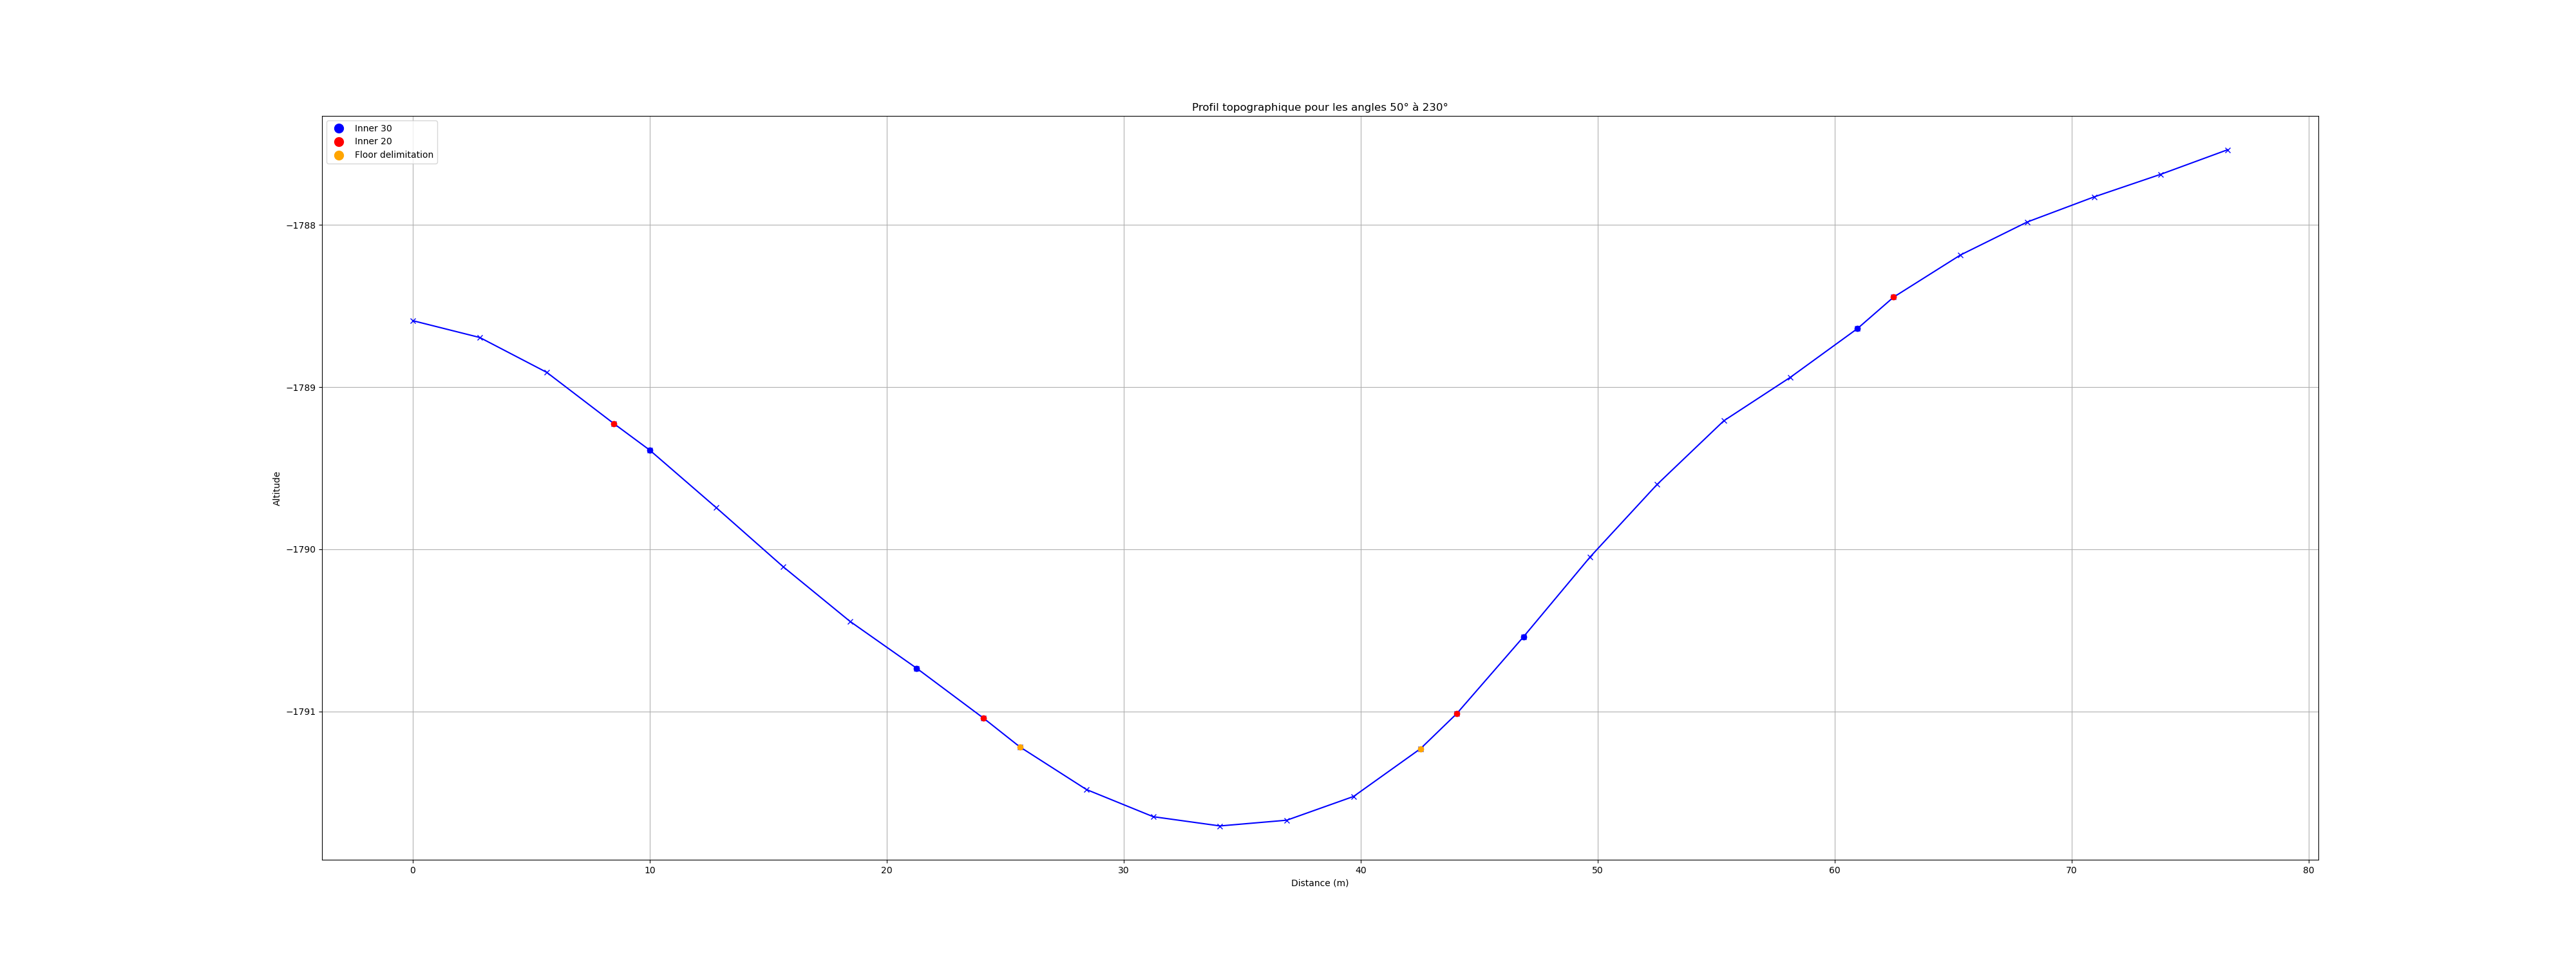 Profil topographique pour les angles 50° à 230°
Inner 30
Inner 20
Floor delimitation
−1788
−1789
−1790
−1791
Altitude
0 10 20 30 40 50 60 70 80
Distance (m)